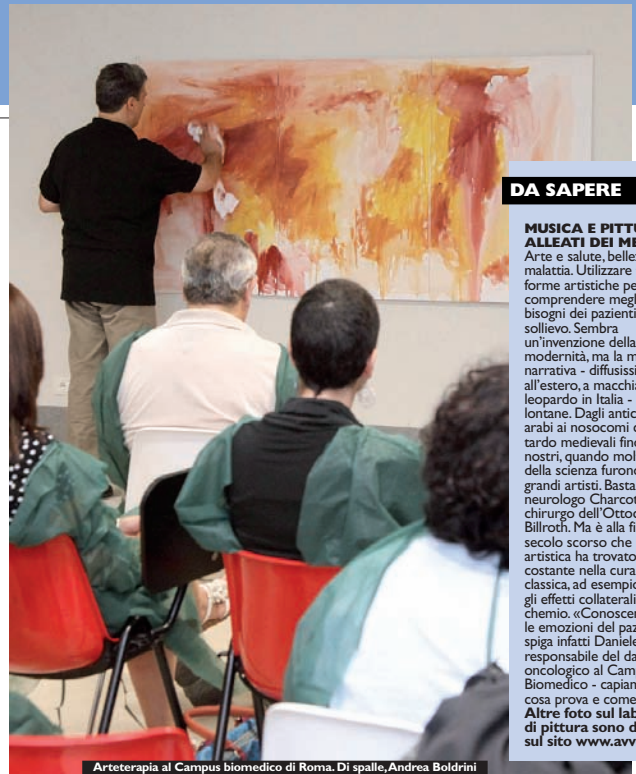 DA SAPERE
MUSICA E PITTU
ALLEATI DEI ME
Arte e salute, belle
malattia. Utilizzare
forme artistiche pe
comprendere megl
bisogni dei pazienti
sollievo. Sembra
un'invenzione della
modernità, ma la m
narrativa - diffusissi
all'estero, a macchia
leopardo in Italia -
lontane. Dagli antic
arabi ai nosocomi c
tardo medievali fino
nostri, quando mol
della scienza furono
grandi artisti. Basta
neurologo Charcot
chirurgo dell'Ottoc
Billroth. Ma è alla fi
secolo scorso che
artistica ha trovato
costante nella cura
classica, ad esempio
gli effetti collaterali
chemio. «Conoscer
le emozioni del paz
spiga infatti Daniele
responsabile del da
oncologico al Cam
Biomedico - capian
cosa prova e come
Altre foto sul lab
di pittura sono d
sul sito www.avv
Arteterapia al Campus biomedico di Roma. Di spalle, Andrea Boldrini